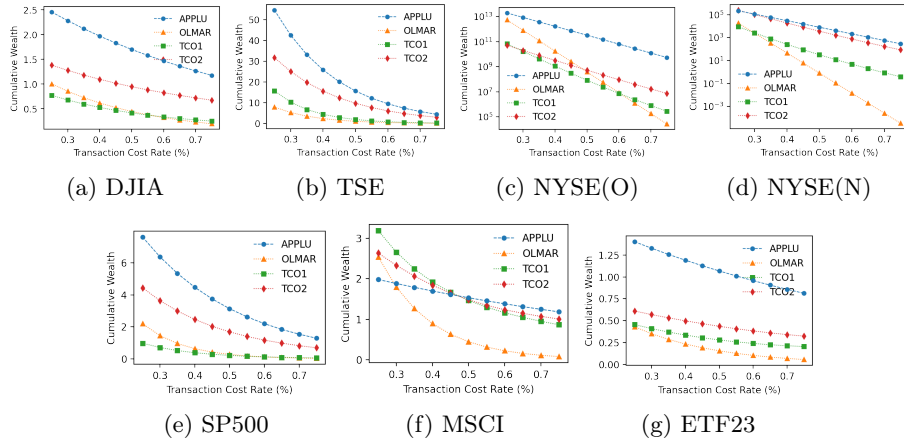 2.5
2.0
1.5
1.0
0.5
Cumulative Wealth
APPLU
OLMAR
TCO1
TCO2
0.3 0.4 0.5 0.6 0.7
Transaction Cost Rate (%)
(a) DJIA
50
40
30
20
10
0
Cumulative Wealth
APPLU
OLMAR
TCO1
TCO2
0.3 0.4 0.5 0.6 0.7
Transaction Cost Rate (%)
(b) TSE
10^13
10^11
10^9
10^7
10^5
Cumulative Wealth
APPLU
OLMAR
TCO1
TCO2
0.3 0.4 0.5 0.6 0.7
Transaction Cost Rate (%)
(c) NYSE(O)
10^5
10^3
10^1
10^-1
10^-3
Cumulative Wealth
APPLU
OLMAR
TCO1
TCO2
0.3 0.4 0.5 0.6 0.7
Transaction Cost Rate (%)
(d) NYSE(N)
6
4
2
0
Cumulative Wealth
APPLU
OLMAR
TCO1
TCO2
0.3 0.4 0.5 0.6 0.7
Transaction Cost Rate (%)
(e) SP500
3
2
1
0
Cumulative Wealth
APPLU
OLMAR
TCO1
TCO2
0.3 0.4 0.5 0.6 0.7
Transaction Cost Rate (%)
(f) MSCI
1.25
1.00
0.75
0.50
0.25
0.00
Cumulative Wealth
APPLU
OLMAR
TCO1
TCO2
0.3 0.4 0.5 0.6 0.7
Transaction Cost Rate (%)
(g) ETF23